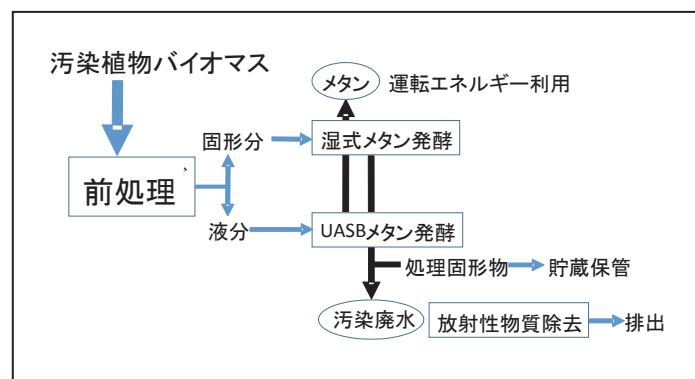 汚染植物バイオマス
メタン 運転エネルギー利用
固形分 湿式メタン発酵
前処理
液分 UASBメタン発酵
処理固形物 貯蔵保管
汚染廃水 放射性物質除去 排出